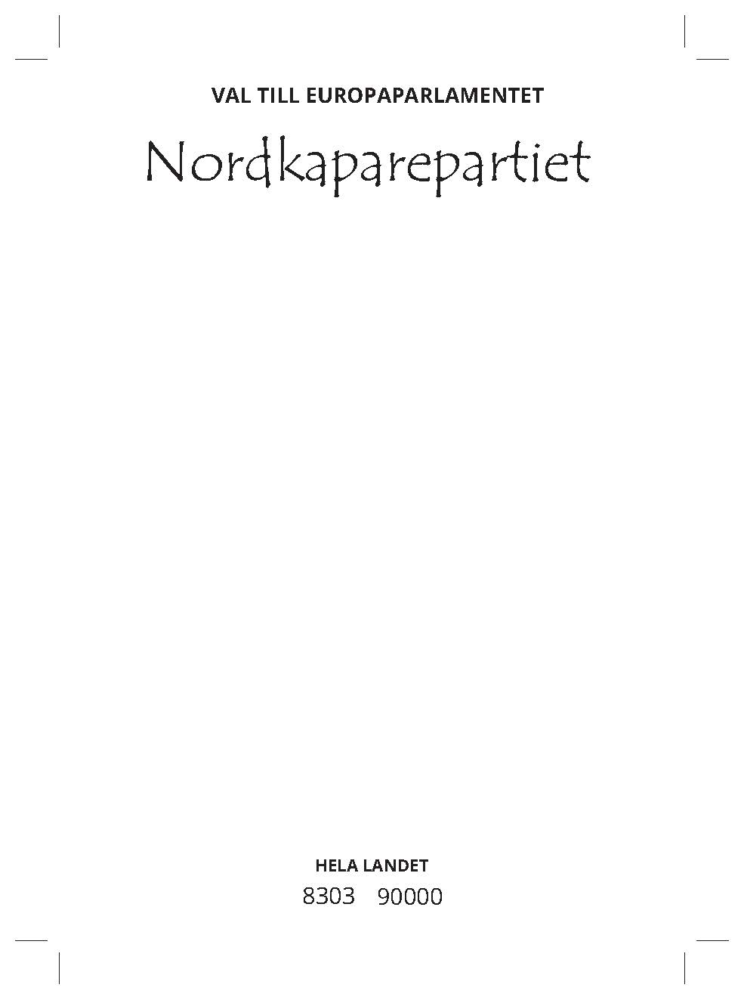 VAL TILL EUROPAPARLAMENTET
Nordkaparepartiet
HELA LANDET
8303 90000